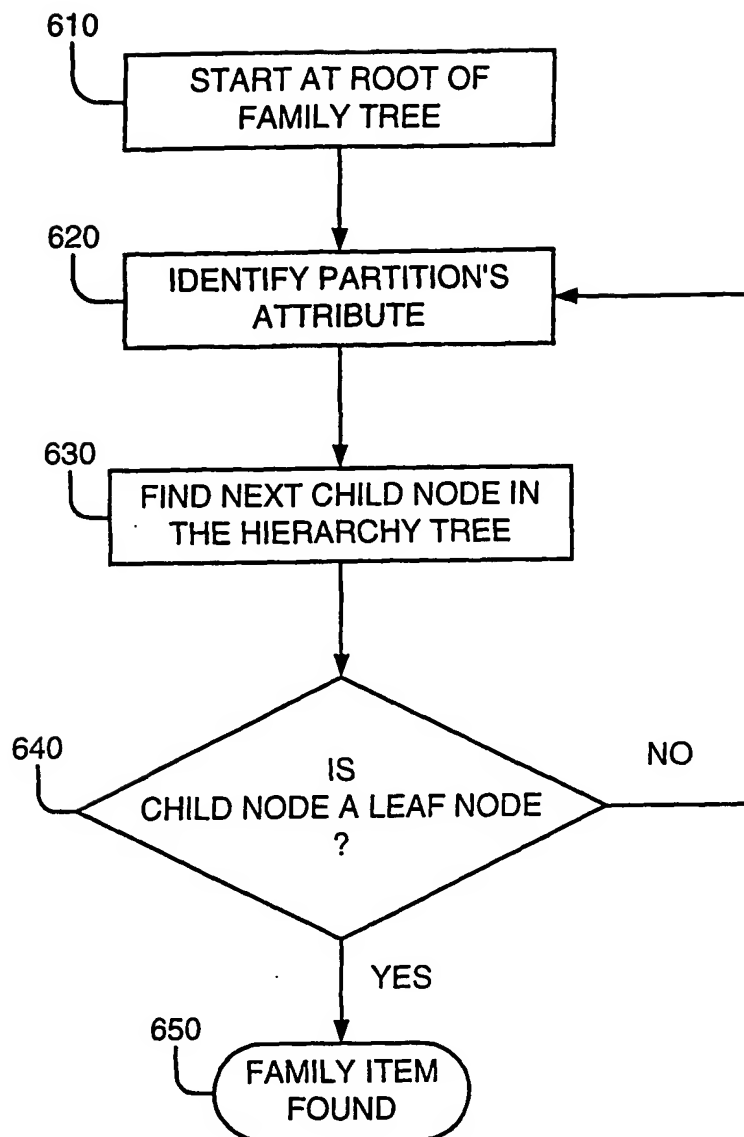 610
START AT ROOT OF
FAMILY TREE
620
IDENTIFY PARTITION'S
ATTRIBUTE
630
FIND NEXT CHILD NODE IN
THE HIERARCHY TREE
640
IS
CHILD NODE A LEAF NODE
?
NO
YES
650
FAMILY ITEM
FOUND